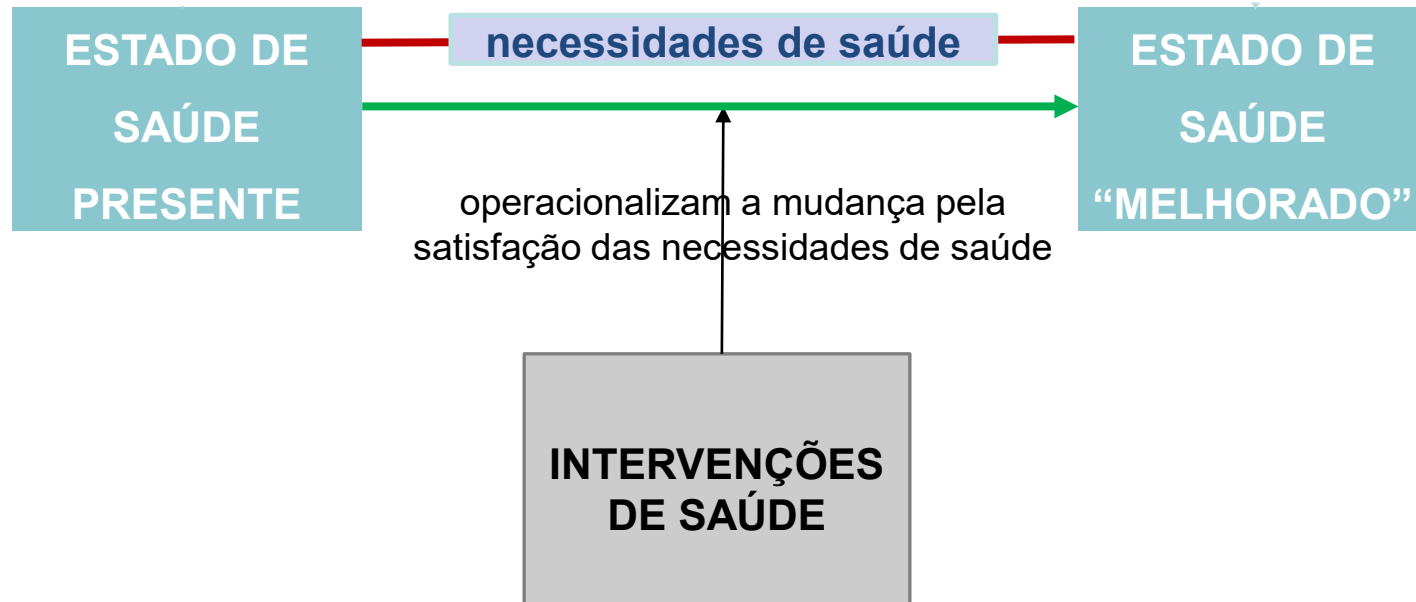 ESTADO DE
SAÚDE
PRESENTE
necessidades de saúde
ESTADO DE
SAÚDE
“MELHORADO”
operacionalizam a mudança pela
satisfação das necessidades de saúde
INTERVENÇÕES
DE SAÚDE